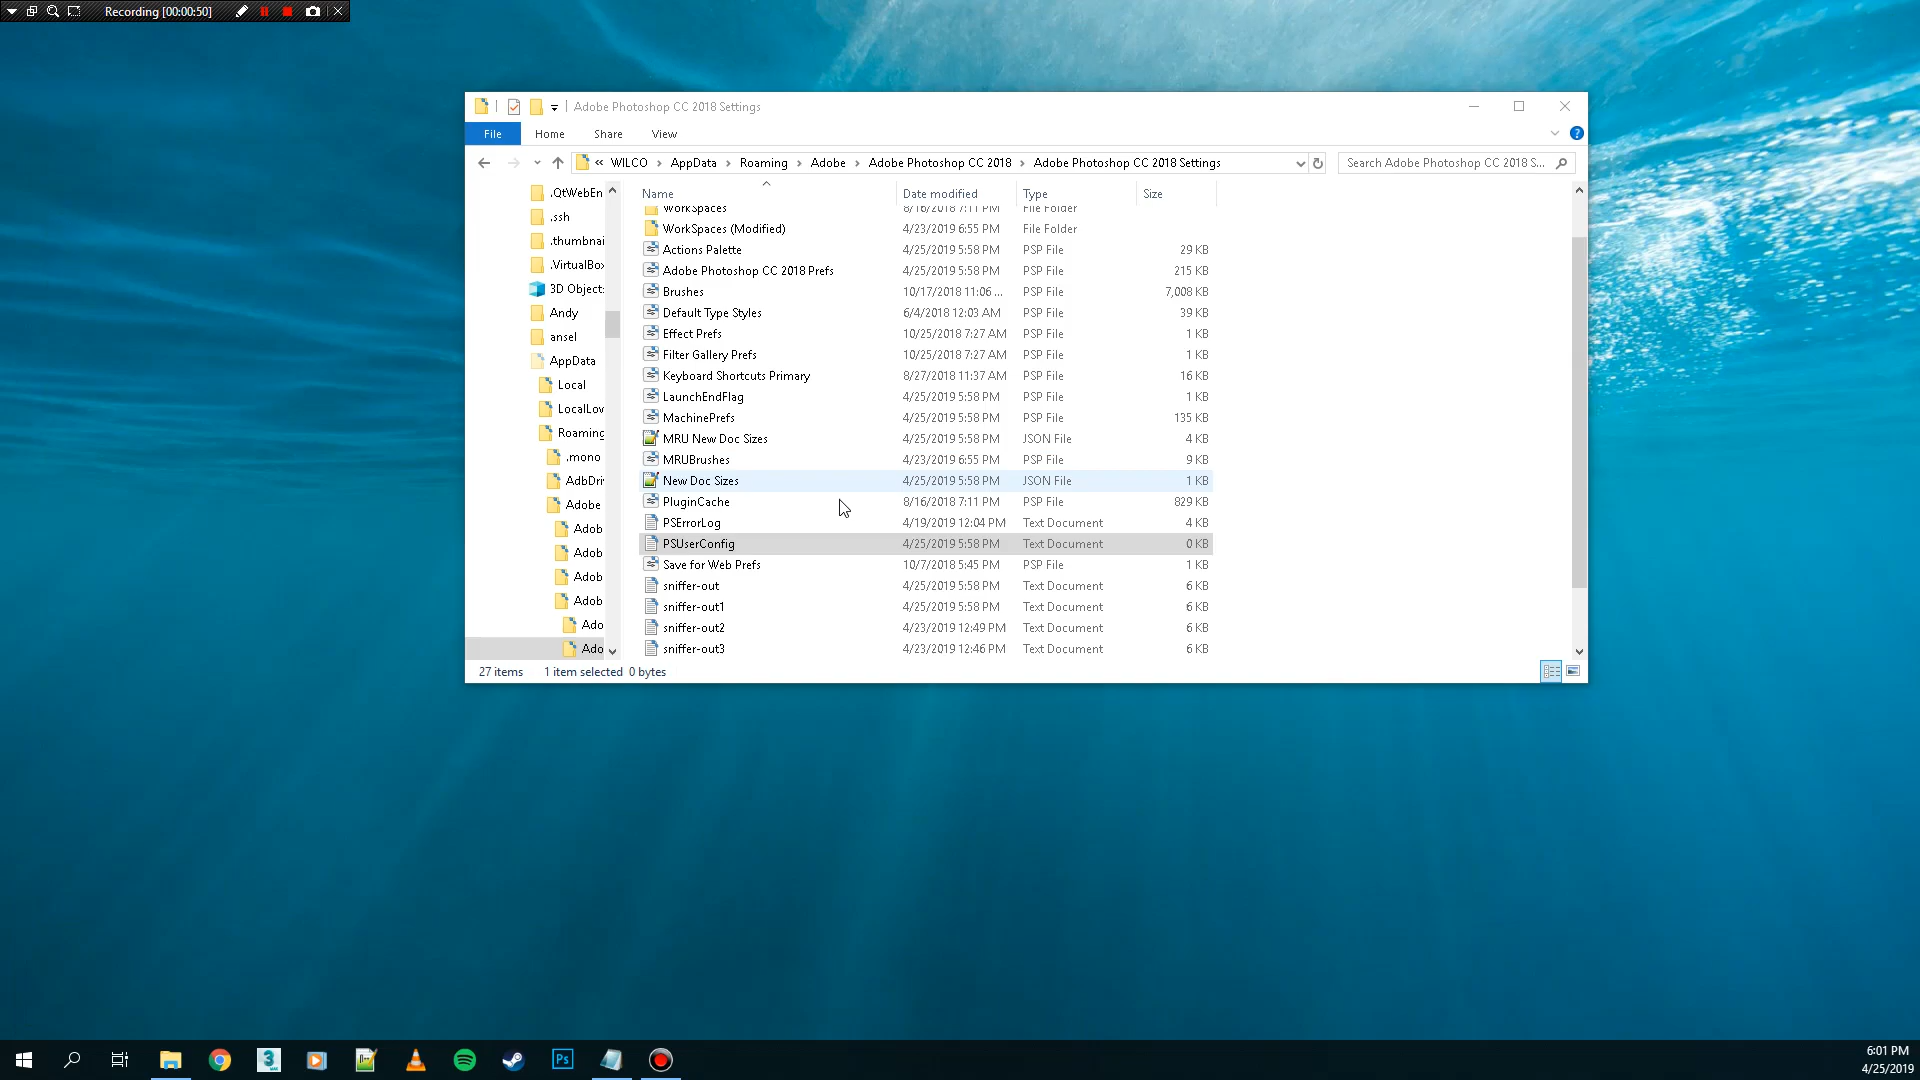 Recording [00:00:50]
Adobe Photoshop CC 2018 Settings
File Home Share View
« WILCO > AppData > Roaming > Adobe > Adobe Photoshop CC 2018 > Adobe Photoshop CC 2018 Settings
Search Adobe Photoshop CC 2018 S...
.QtWebEn
.ssh
.thumbnai
.VirtualBo
3D Object
Andy
ansel
AppData
Local
LocalLow
Roaming
.mono
AdbDri
Adobe
Adob
Adob
Adob
Adob
Ado
Ado
Name Date modified Type Size
WorkSpaces 8/16/2018 7:11 PM File Folder
WorkSpaces (Modified) 4/23/2019 6:55 PM File Folder
Actions Palette 4/25/2019 5:58 PM PSP File 29 KB
Adobe Photoshop CC 2018 Prefs 4/25/2019 5:58 PM PSP File 215 KB
Brushes 10/17/2018 11:06 ... PSP File 7,008 KB
Default Type Styles 6/4/2018 12:03 AM PSP File 39 KB
Effect Prefs 10/25/2018 7:27 AM PSP File 1 KB
Filter Gallery Prefs 10/25/2018 7:27 AM PSP File 1 KB
Keyboard Shortcuts Primary 8/27/2018 11:37 AM PSP File 16 KB
LaunchEndFlag 4/25/2019 5:58 PM PSP File 1 KB
MachinePrefs 4/25/2019 5:58 PM PSP File 135 KB
MRU New Doc Sizes 4/25/2019 5:58 PM JSON File 4 KB
MRUBrushes 4/23/2019 6:55 PM PSP File 9 KB
New Doc Sizes 4/25/2019 5:58 PM JSON File 1 KB
PluginCache 8/16/2018 7:11 PM PSP File 829 KB
PSErrorLog 4/19/2019 12:04 PM Text Document 4 KB
PSUserConfig 4/25/2019 5:58 PM Text Document 0 KB
Save for Web Prefs 10/7/2018 5:45 PM PSP File 1 KB
sniffer-out 4/25/2019 5:58 PM Text Document 6 KB
sniffer-out1 4/25/2019 5:58 PM Text Document 6 KB
sniffer-out2 4/23/2019 12:49 PM Text Document 6 KB
sniffer-out3 4/23/2019 12:46 PM Text Document 6 KB
27 items 1 item selected 0 bytes
3
Ps
6:01 PM
4/25/2019